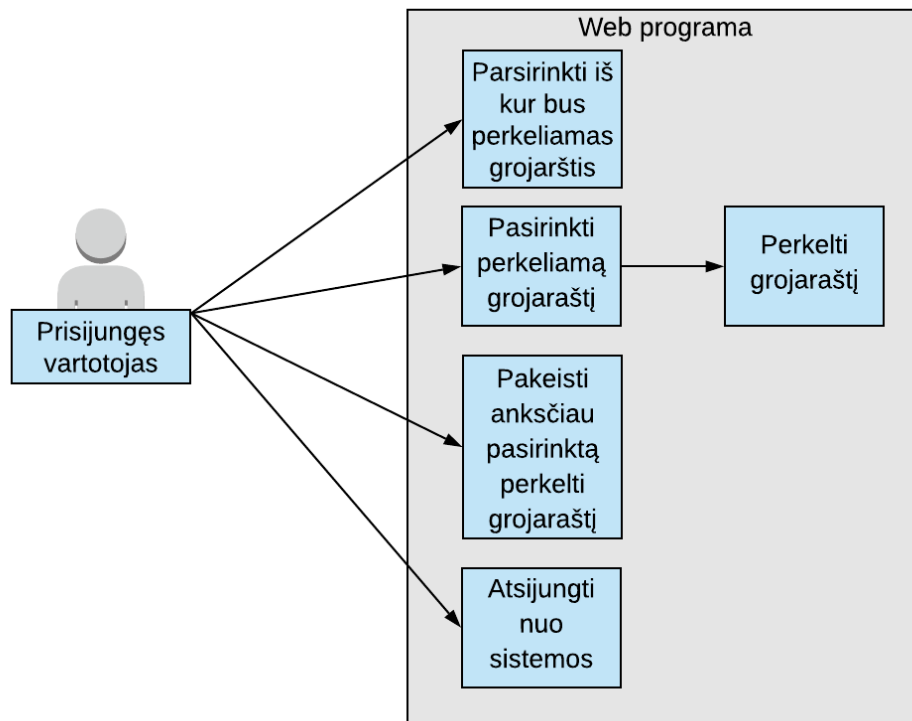 Web programa
Parsirinkti iš
kur bus
perkeliamas
grojarštis
Pasirinkti
perkeliamą
grojaraštį
Perkelti
grojaraštį
Prisijungęs
vartotojas
Pakeisti
anksčiau
pasirinktą
perkelti
grojaraštį
Atsijungti
nuo
sistemos